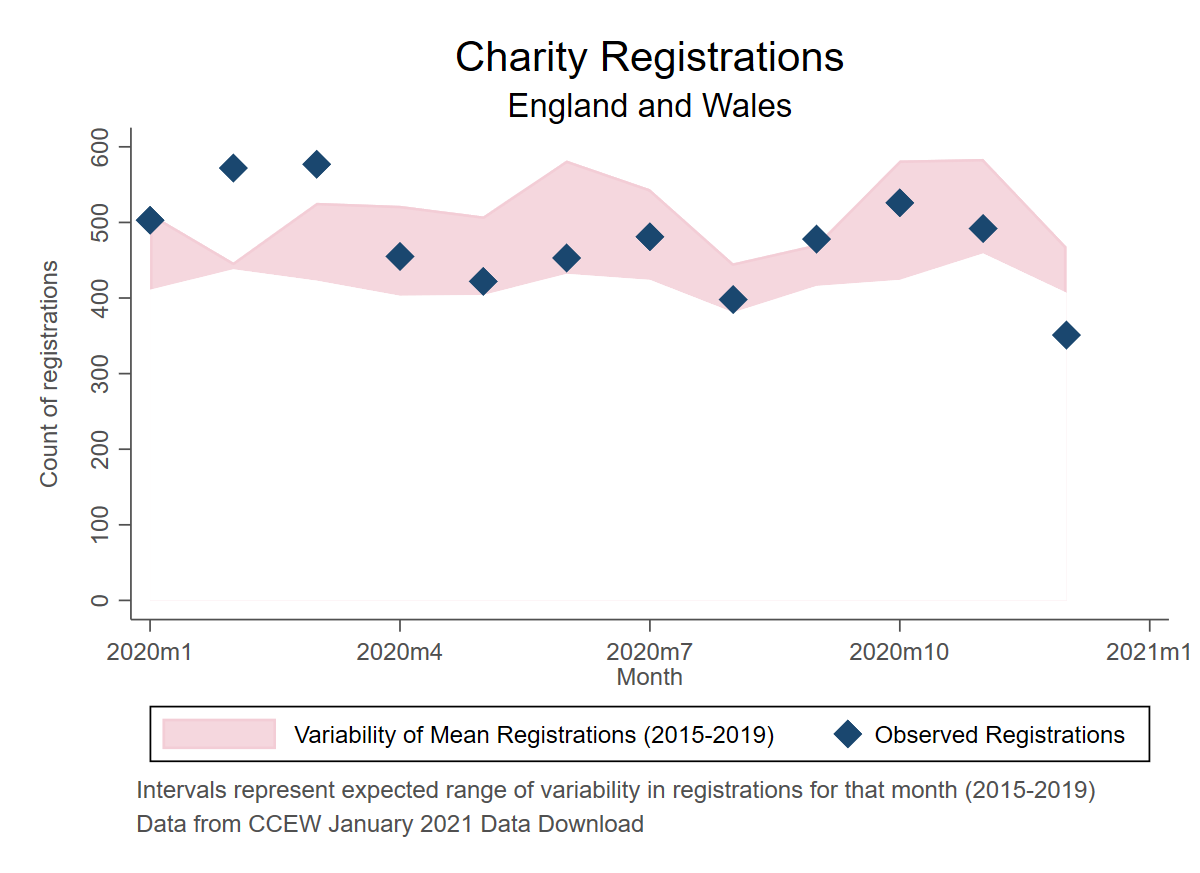 Charity Registrations
England and Wales
Count of registrations
600
500
400
300
200
100
0
2020m1 2020m4 2020m7 2020m10 2021m1
Month
Variability of Mean Registrations (2015-2019) Observed Registrations
Intervals represent expected range of variability in registrations for that month (2015-2019)
Data from CCEW January 2021 Data Download